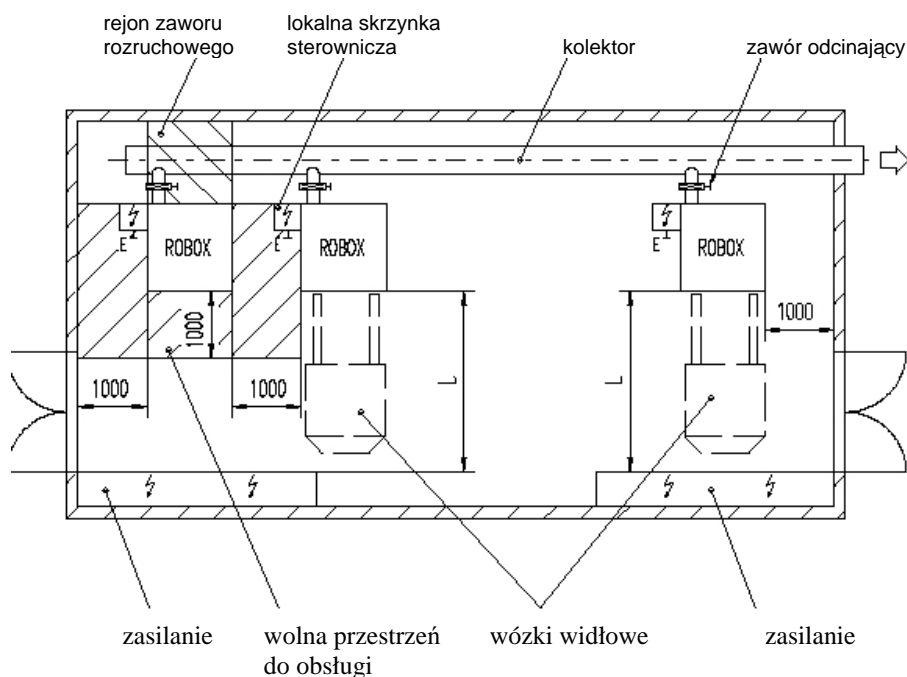 rejon zaworu
rozruchowego
lokalna skrzynka
sterownicza
kolektor
zawór odcinający
E
ROBOX
E
ROBOX
E
ROBOX
1000
1000
1000
1000
L
L
zasilanie
wolna przestrzeń
do obsługi
wózki widłowe
zasilanie